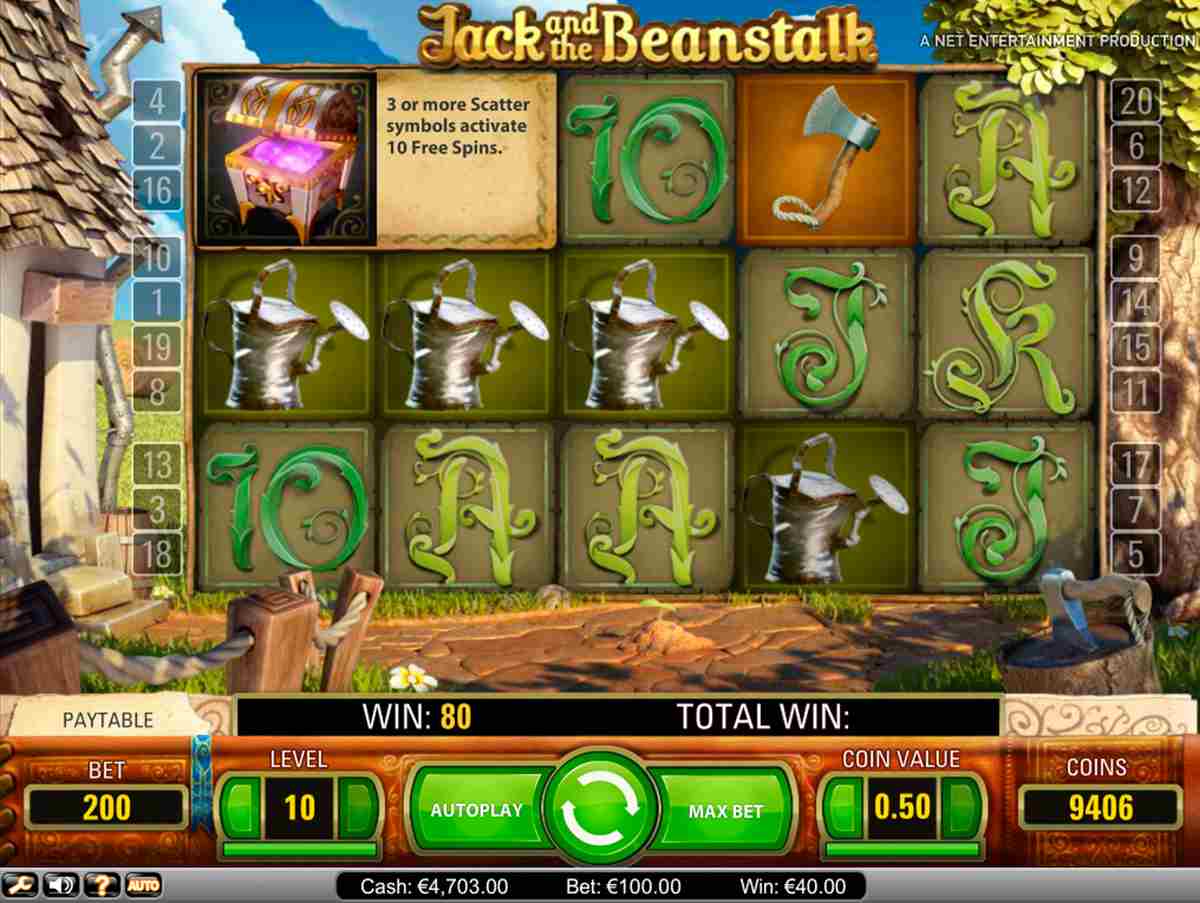 Jack and the Beanstalk
A NET ENTERTAINMENT PRODUCTION
4
2
16
10
1
19
8
13
3
18
3 or more Scatter
symbols activate
10 Free Spins.
10
A
J
K
10
A
A
J
20
6
12
9
14
15
11
17
7
5
PAYTABLE
WIN: 80
TOTAL WIN:
BET
200
LEVEL
10
AUTOPLAY
MAX BET
COIN VALUE
0.50
COINS
9406
?
AUTO
Cash: €4,703.00
Bet: €100.00
Win: €40.00